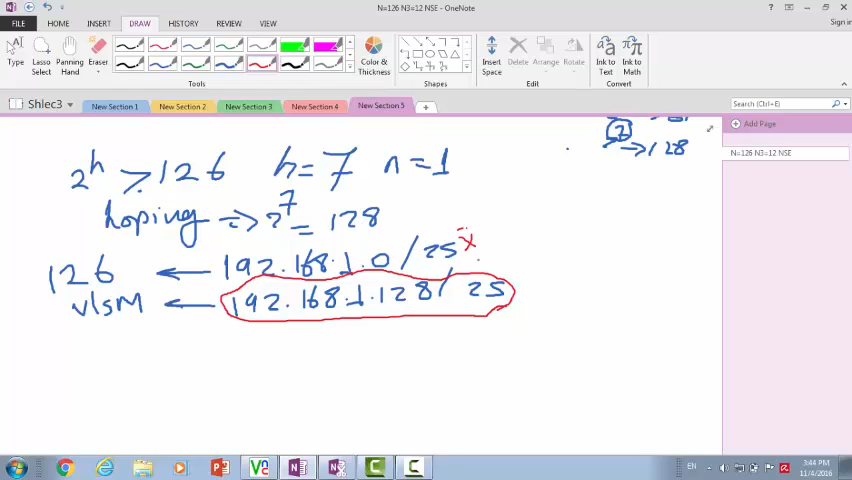 N=126 N3=12 NSE - OneNote
FILE HOME INSERT DRAW HISTORY REVIEW VIEW
Sign in
Type Lasso Select Panning Hand Eraser Color & Thickness Insert Space Delete Arrange Rotate Ink to Text Ink to Math
Tools Shapes Edit Convert
Shlec3 New Section 1 New Section 2 New Section 3 New Section 4 New Section 5
Search (Ctrl+E)
Add Page
N=126 N3=12 NSE
7
→128
2^h ≥ 126 h=7 n=1
hoping => 2^7 = 128
126 ← 192.168.1.0/25
vlsm ← 192.168.1.128/25
EN 3:44 PM
11/4/2016